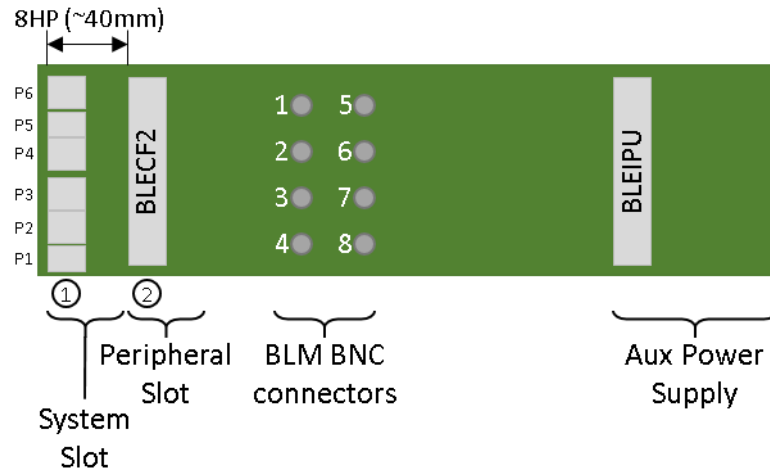 8HP (~40mm)
P6
P5
P4
P3
P2
P1
BLECF2
1 5
2 6
3 7
4 8
BLEIPU
1
2
System
Slot
Peripheral
Slot
BLM BNC
connectors
Aux Power
Supply